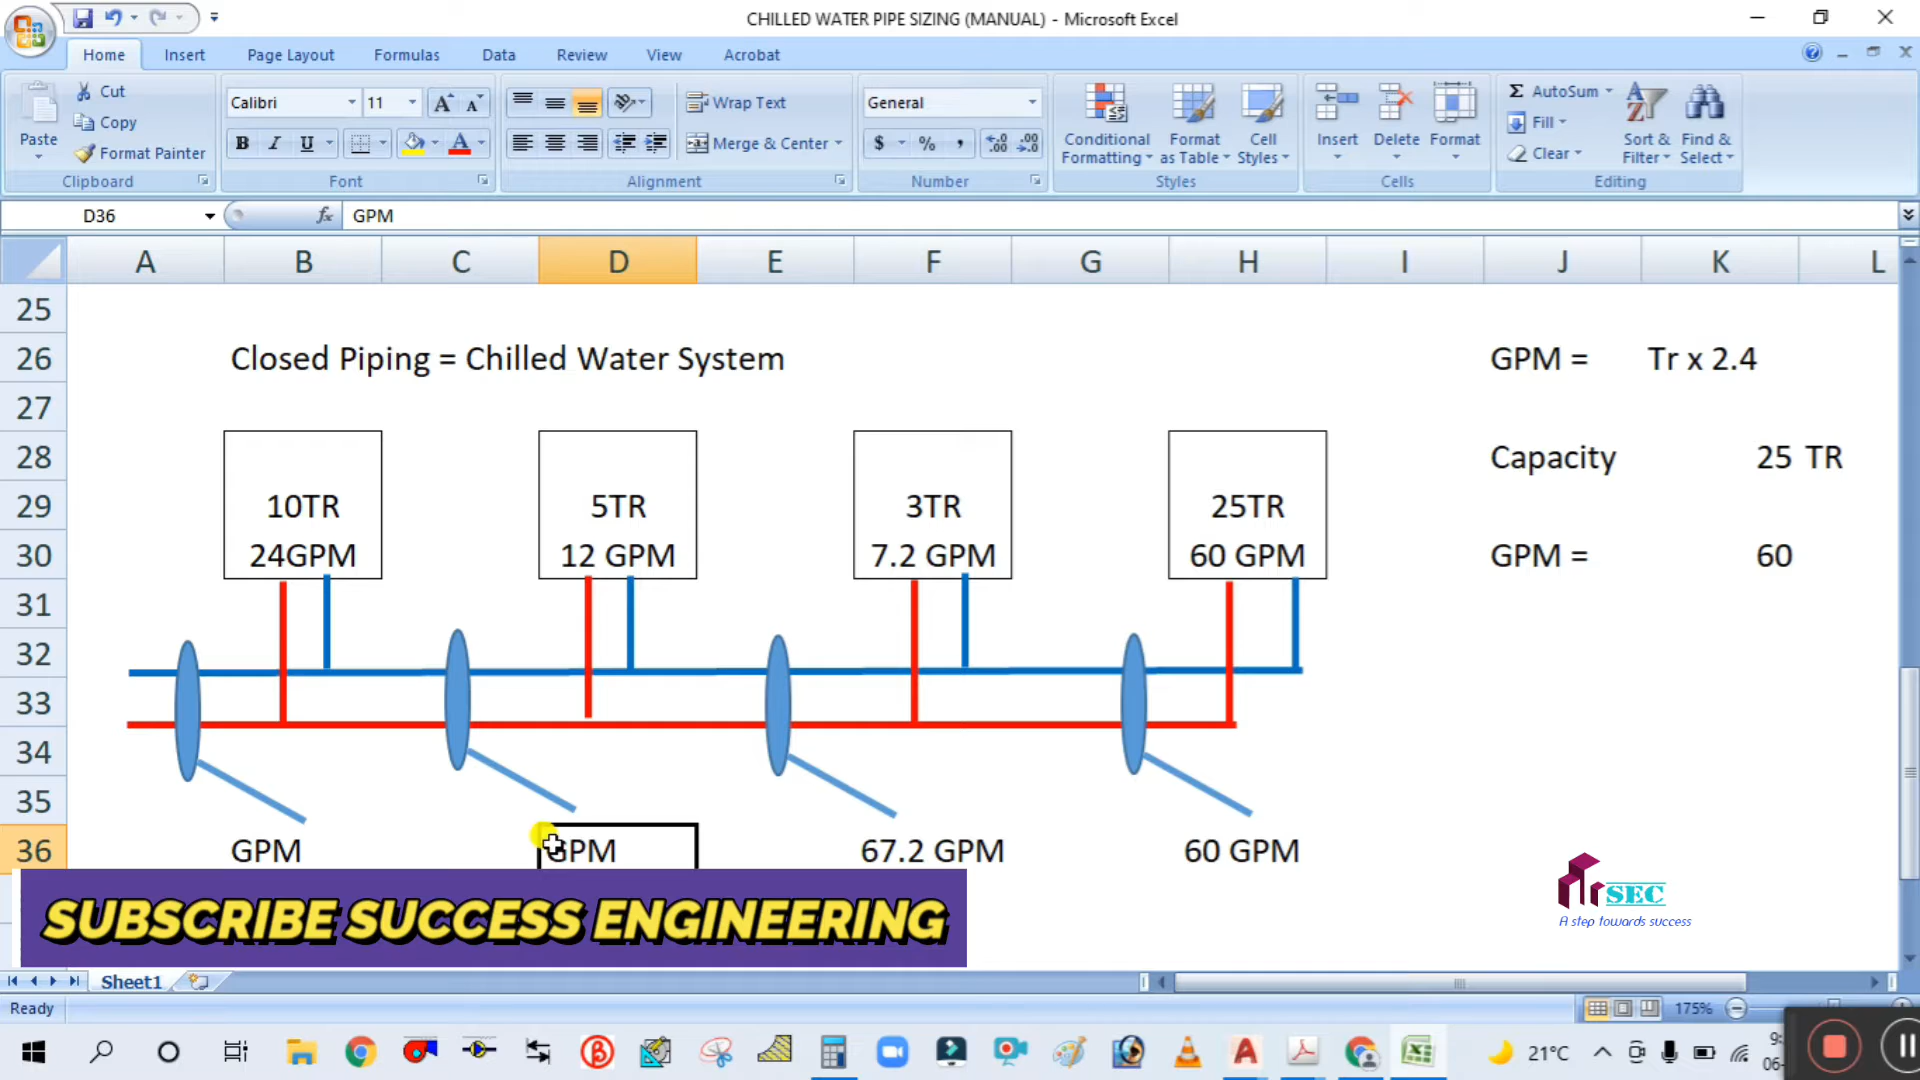 CHILLED WATER PIPE SIZING (MANUAL) - Microsoft Excel
Home Insert Page Layout Formulas Data Review View Acrobat
Paste
Cut
Copy
Format Painter
Clipboard
Calibri 11
B I U
Font
Wrap Text
Merge & Center
Alignment
General
$ % ,
Number
Conditional Formatting
Format as Table
Cell Styles
Styles
Insert
Delete
Format
Cells
AutoSum
Fill
Clear
Sort & Filter
Find & Select
Editing
D36 fx GPM
A B C D E F G H I J K L
25
26 Closed Piping = Chilled Water System GPM = Tr x 2.4
27
28 Capacity 25 TR
29 10TR 5TR 3TR 25TR
30 24GPM 12 GPM 7.2 GPM 60 GPM GPM = 60
31
32
33
34
35
36 GPM GPM 67.2 GPM 60 GPM
SUBSCRIBE SUCCESS ENGINEERING
SEC
A step towards success
Sheet1
Ready 175%
21°C